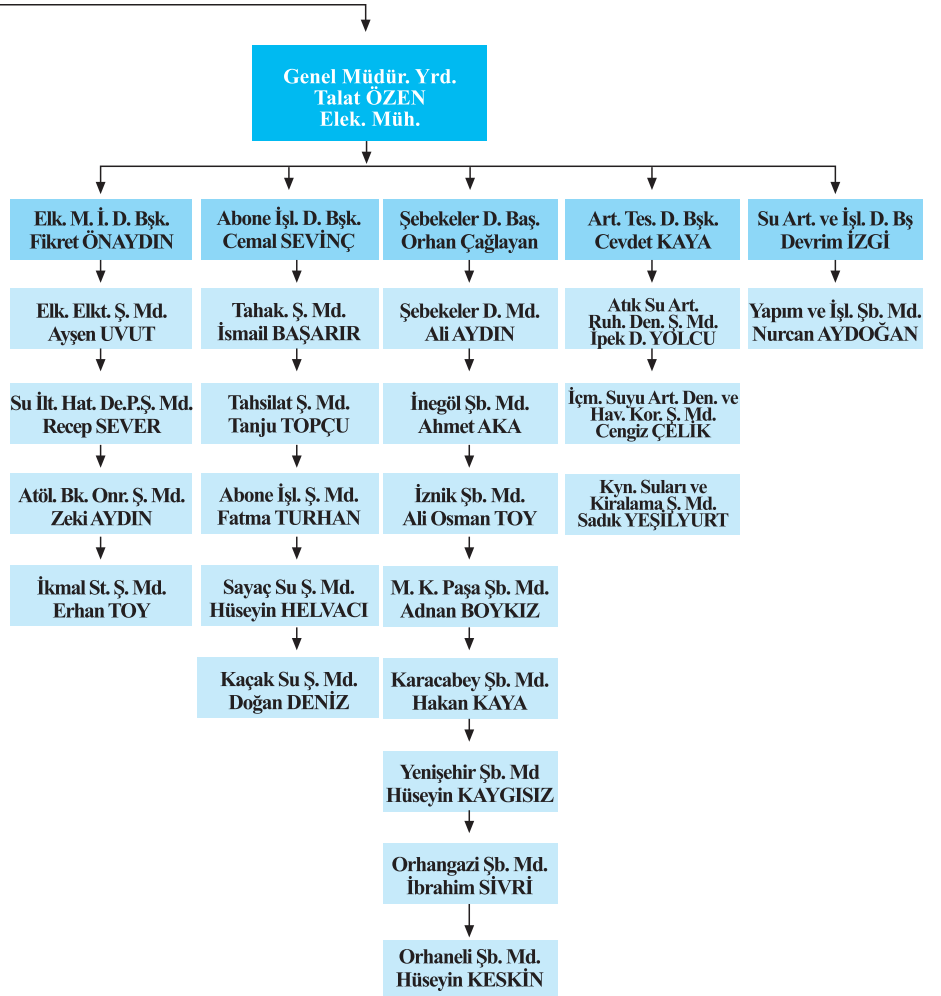 Genel Müdür. Yrd.
Talat ÖZEN
Elek. Müh.
Elk. M. İ. D. Bşk.
Fikret ÖNAYDIN
Elk. Elkt. Ş. Md.
Ayşen UVUT
Su İlt. Hat. De.P.Ş. Md.
Recep SEVER
Atöl. Bk. Onr. Ş. Md.
Zeki AYDIN
İkmal St. Ş. Md.
Erhan TOY
Abone İşl. D. Bşk.
Cemal SEVİNÇ
Tahak. Ş. Md.
İsmail BAŞARIR
Tahsilat Ş. Md.
Tanju TOPÇU
Abone İşl. Ş. Md.
Fatma TURHAN
Sayaç Su Ş. Md.
Hüseyin HELVACI
Kaçak Su Ş. Md.
Doğan DENİZ
Şebekeler D. Baş.
Orhan Çağlayan
Şebekeler D. Md.
Ali AYDIN
İnegöl Şb. Md.
Ahmet AKA
İznik Şb. Md.
Ali Osman TOY
M. K. Paşa Şb. Md.
Adnan BOYKIZ
Karacabey Şb. Md.
Hakan KAYA
Yenişehir Şb. Md
Hüseyin KAYGISIZ
Orhangazi Şb. Md.
İbrahim SİVRİ
Orhaneli Şb. Md.
Hüseyin KESKİN
Art. Tes. D. Bşk.
Cevdet KAYA
Atık Su Art.
Ruh. Den. Ş. Md.
İpek D. YOLCU
İçm. Suyu Art. Den. ve
Hav. Kor. Ş. Md.
Cengiz ÇELİK
Kyn. Suları ve
Kiralama Ş. Md.
Sadık YEŞİLYURT
Su Art. ve İşl. D. Bş
Devrim İZGİ
Yapım ve İşl. Şb. Md.
Nurcan AYDOĞAN